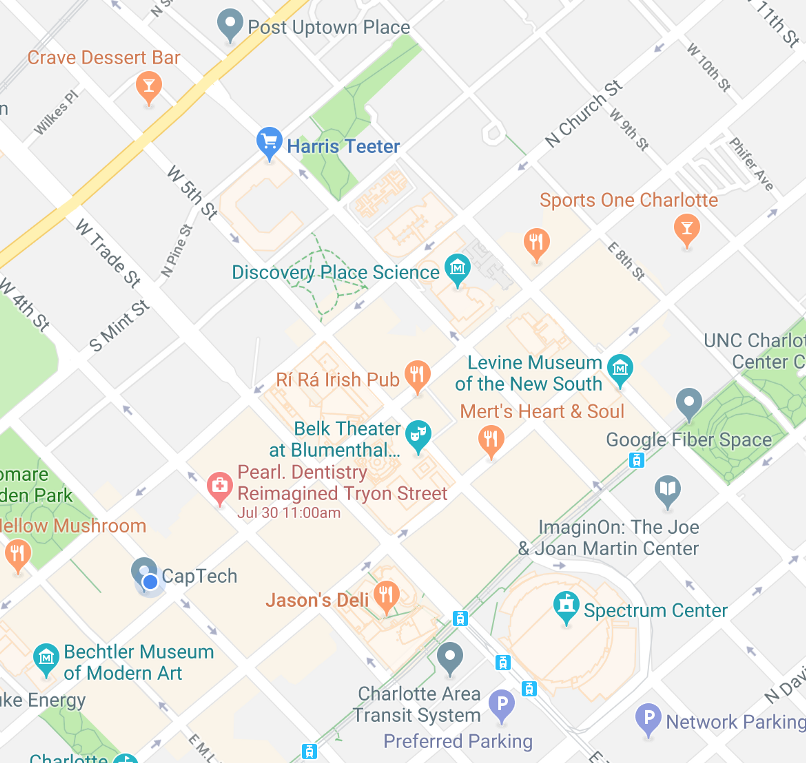 N S
Post Uptown Place
W 11th St
Crave Dessert Bar
W 10th St
Wilkes Pl
N Church St
n
W 9th St
Harris Teeter
Phifer Ave
W 5th St
Sports One Charlotte
W Trade St
N Pine St
E 8th St
Discovery Place Science
W 4th St
S Mint St
UNC Charlot
Center C
Levine Museum
of the New South
Rí Rá Irish Pub
Mert's Heart & Soul
Belk Theater
at Blumenthal...
Google Fiber Space
omare
den Park
Pearl. Dentistry
Reimagined Tryon Street
Jul 30 11:00am
Mellow Mushroom
ImaginOn: The Joe
& Joan Martin Center
CapTech
Jason's Deli
Spectrum Center
Bechtler Museum
of Modern Art
uke Energy
Charlotte Area
Transit System
N Davi
P
P
Network Parking
Preferred Parking
E M.L.
E
Charlotte